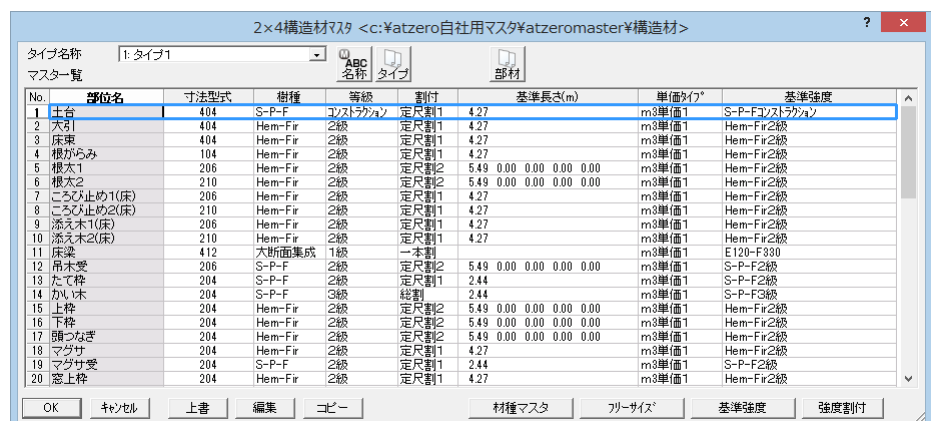 2×4構造材ﾏｽﾀ <c:¥atzero自社用マスタ¥atzeromaster¥構造材>
? ×
タイプ名称 1: タイプ1 ABC名称 タイプ 部材
マスター覧
No. 部位名 寸法型式 樹種 等級 割付 基準長さ(m) 単価ﾀｲﾌﾟ 基準強度
1 土台 404 S-P-F ｺﾝｽﾄﾗｸｼｮﾝ 定尺割1 4.27 m3単価1 S-P-Fｺﾝｽﾄﾗｸｼｮﾝ
2 大引 404 Hem-Fir 2級 定尺割1 4.27 m3単価1 Hem-Fir2級
3 床束 404 Hem-Fir 2級 定尺割1 4.27 m3単価1 Hem-Fir2級
4 根がらみ 104 Hem-Fir 2級 定尺割1 4.27 m3単価1 Hem-Fir2級
5 根太1 206 Hem-Fir 2級 定尺割2 5.49 0.00 0.00 0.00 0.00 m3単価1 Hem-Fir2級
6 根太2 210 Hem-Fir 2級 定尺割2 5.49 0.00 0.00 0.00 0.00 m3単価1 Hem-Fir2級
7 ころび止め1(床) 206 Hem-Fir 2級 定尺割1 4.27 m3単価1 Hem-Fir2級
8 ころび止め2(床) 210 Hem-Fir 2級 定尺割1 4.27 m3単価1 Hem-Fir2級
9 添え木1(床) 206 Hem-Fir 2級 定尺割1 4.27 m3単価1 Hem-Fir2級
10 添え木2(床) 210 Hem-Fir 2級 定尺割1 4.27 m3単価1 Hem-Fir2級
11 床梁 412 大断面集成 1級 一本割 m3単価1 E120-F330
12 吊木受 206 S-P-F 2級 定尺割2 5.49 0.00 0.00 0.00 0.00 m3単価1 S-P-F2級
13 たて枠 204 S-P-F 2級 定尺割1 2.44 m3単価1 S-P-F2級
14 かい木 204 S-P-F 3級 総割 2.44 m3単価1 S-P-F3級
15 上枠 204 Hem-Fir 2級 定尺割2 5.49 0.00 0.00 0.00 0.00 m3単価1 Hem-Fir2級
16 下枠 204 Hem-Fir 2級 定尺割2 5.49 0.00 0.00 0.00 0.00 m3単価1 Hem-Fir2級
17 頭つなぎ 204 Hem-Fir 2級 定尺割2 5.49 0.00 0.00 0.00 0.00 m3単価1 Hem-Fir2級
18 マグサ 204 Hem-Fir 2級 定尺割1 4.27 m3単価1 Hem-Fir2級
19 マグサ受 204 S-P-F 2級 定尺割1 2.44 m3単価1 S-P-F2級
20 窓上枠 204 Hem-Fir 2級 定尺割1 4.27 m3単価1 Hem-Fir2級
OK ｷｬﾝｾﾙ 上書 編集 コピー 材種マスタ ﾌﾘｰｻｲｽﾞ 基準強度 強度割付